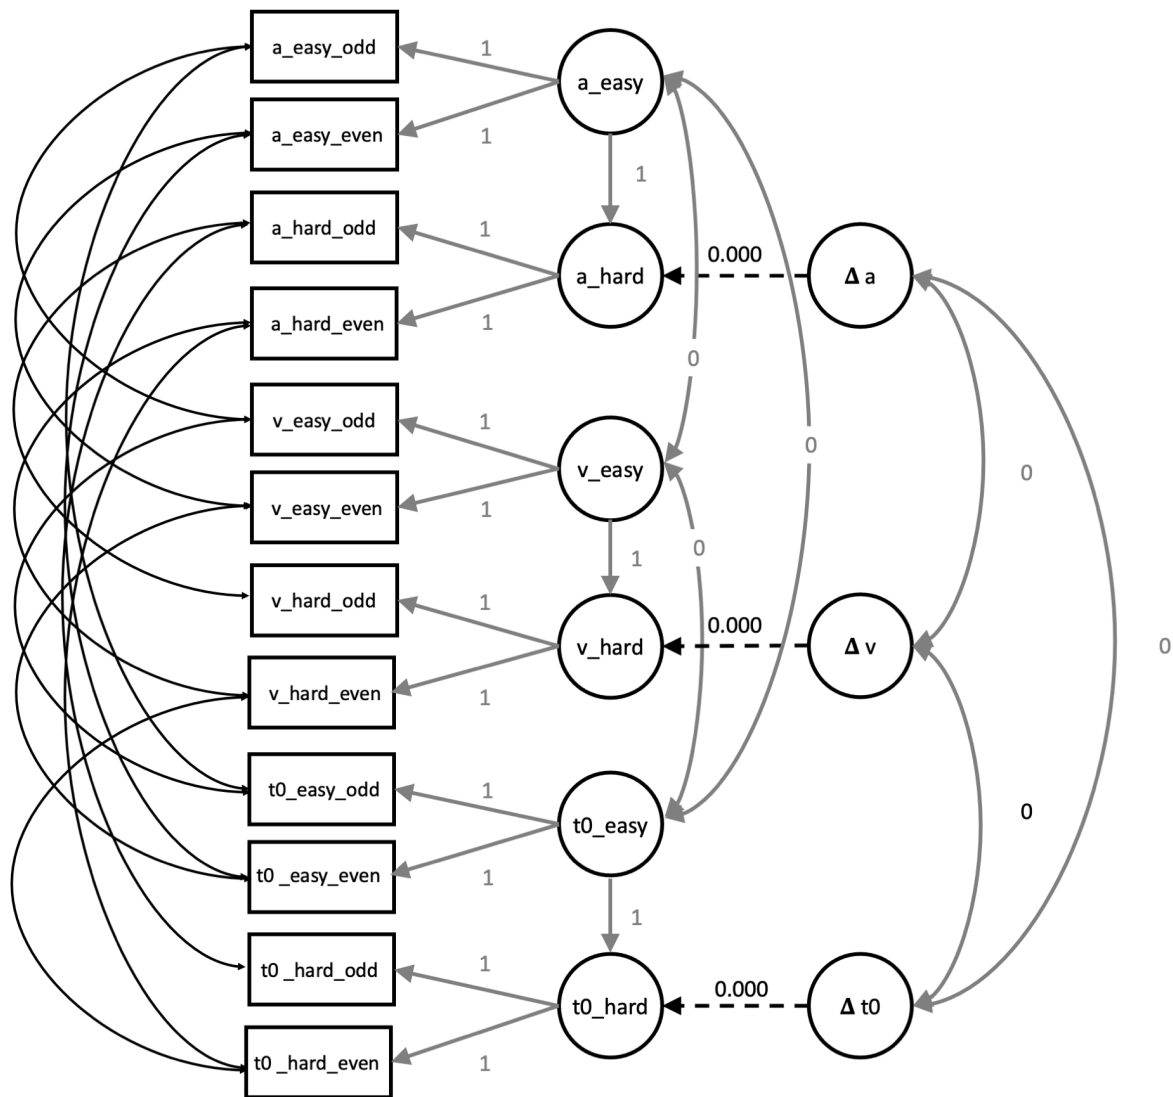 a_easy_odd
1
a_easy
a_easy_even
1
1
a_hard_odd
1
0.000
a_hard
Δ a
a_hard_even
1
0
v_easy_odd
1
0
v_easy
0
v_easy_even
1
0
1
v_hard_odd
1
0.000
v_hard
Δ v
0
v_hard_even
1
t0_easy_odd
1
0
t0_easy
t0 _easy_even
1
1
t0 _hard_odd
1
0.000
t0_hard
Δ t0
t0 _hard_even
1